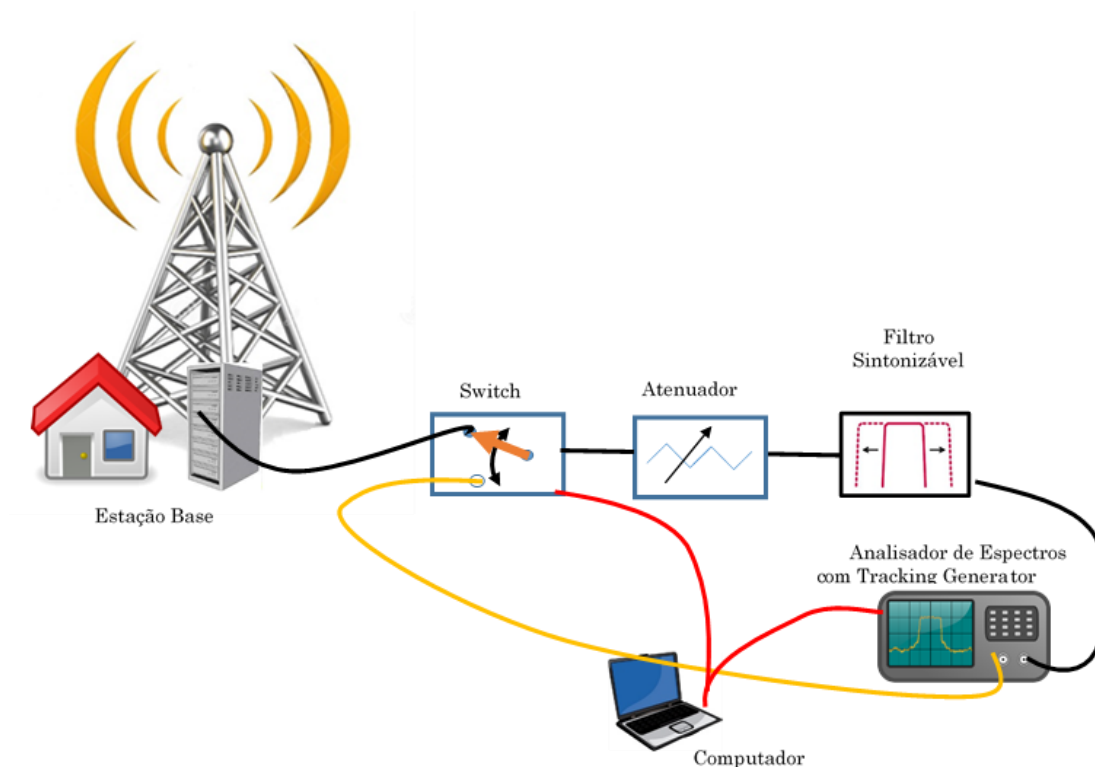 Filtro
Sintonizável
Switch
Atenuador
Estação Base
Analisador de Espectros
com Tracking Generator
Computador